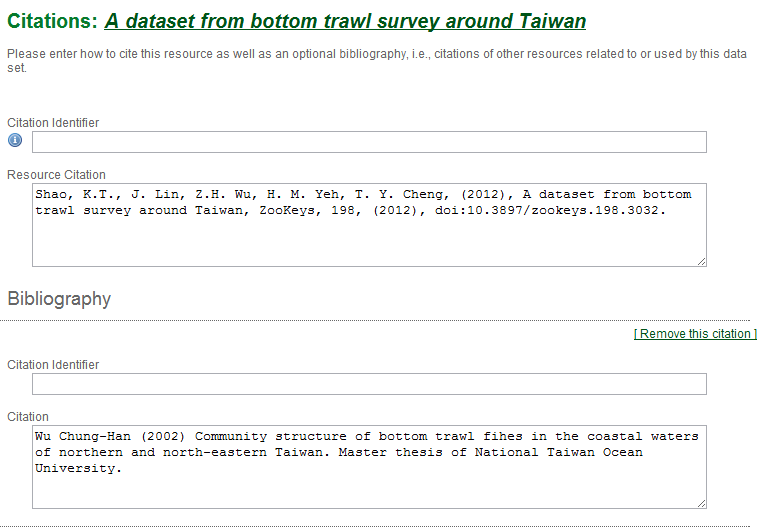 Citations: A dataset from bottom trawl survey around Taiwan
Please enter how to cite this resource as well as an optional bibliography, i.e., citations of other resources related to or used by this data
set.
Citation Identifier
i
Resource Citation
Shao, K.T., J. Lin, Z.H. Wu, H. M. Yeh, T. Y. Cheng, (2012), A dataset from bottom
trawl survey around Taiwan, ZooKeys, 198, (2012), doi:10.3897/zookeys.198.3032.
Bibliography
[ Remove this citation ]
Citation Identifier
Citation
Wu Chung-Han (2002) Community structure of bottom trawl fihes in the coastal waters
of northern and north-eastern Taiwan. Master thesis of National Taiwan Ocean
University.